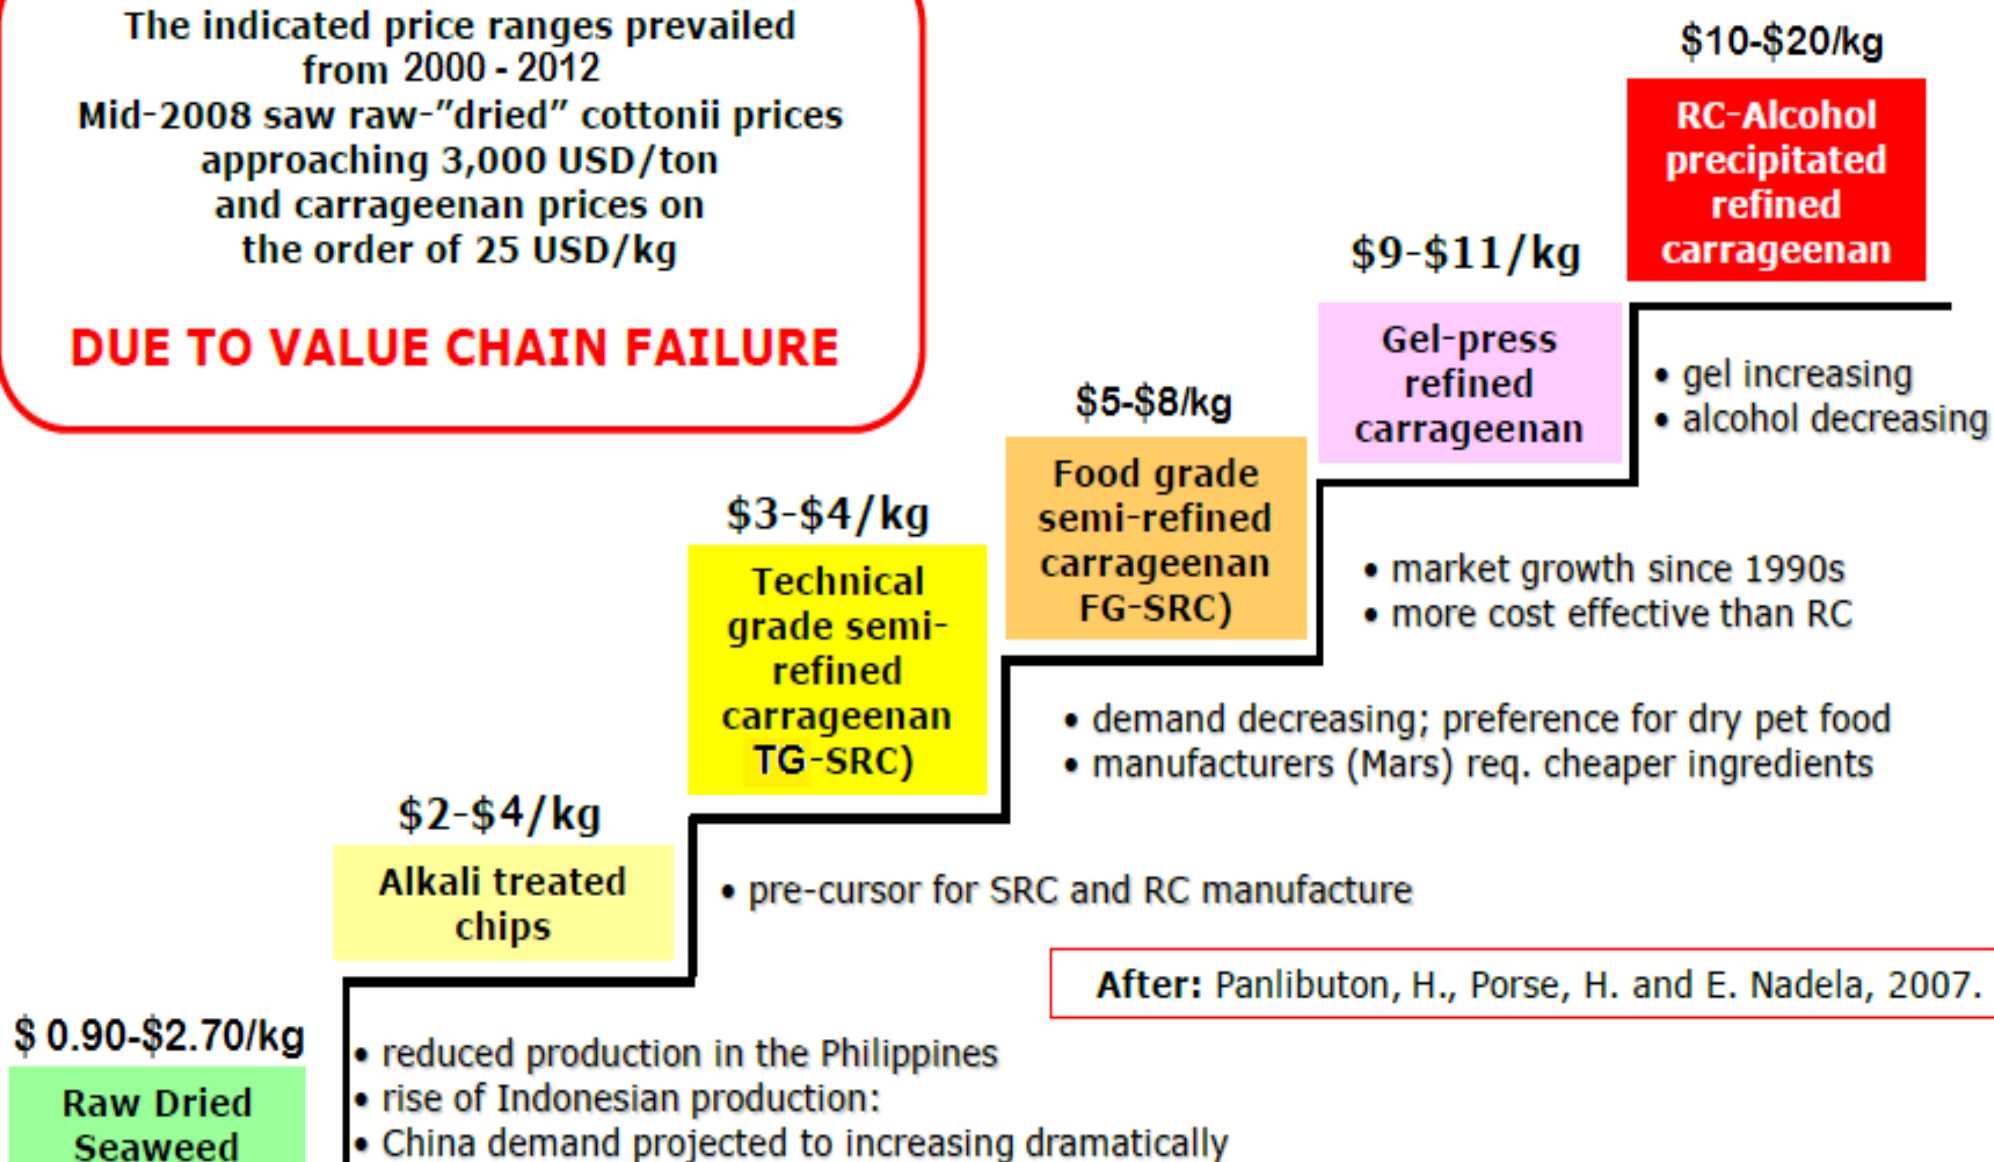 The indicated price ranges prevailed
from 2000 - 2012
Mid-2008 saw raw-”dried” cottonii prices
approaching 3,000 USD/ton
and carrageenan prices on
the order of 25 USD/kg
DUE TO VALUE CHAIN FAILURE
$10-$20/kg
RC-Alcohol
precipitated
refined
carrageenan
• gel increasing
• alcohol decreasing
$9-$11/kg
Gel-press
refined
carrageenan
• market growth since 1990s
• more cost effective than RC
$5-$8/kg
Food grade
semi-refined
carrageenan
FG-SRC)
• demand decreasing; preference for dry pet food
• manufacturers (Mars) req. cheaper ingredients
$3-$4/kg
Technical
grade semi-
refined
carrageenan
TG-SRC)
• pre-cursor for SRC and RC manufacture
$2-$4/kg
Alkali treated
chips
After: Panlibuton, H., Porse, H. and E. Nadela, 2007.
$ 0.90-$2.70/kg
Raw Dried
Seaweed
• reduced production in the Philippines
• rise of Indonesian production:
• China demand projected to increasing dramatically